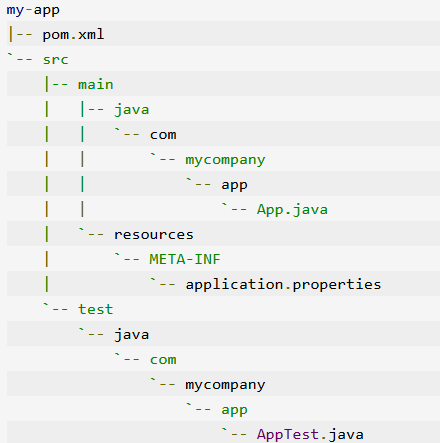 my-app
|-- pom.xml
`-- src
    |-- main
    |   |-- java
    |   |   `-- com
    |   |       `-- mycompany
    |   |           `-- app
    |   |               `-- App.java
    |   `-- resources
    |       `-- META-INF
    |           `-- application.properties
    `-- test
        `-- java
            `-- com
                `-- mycompany
                    `-- app
                        `-- AppTest.java